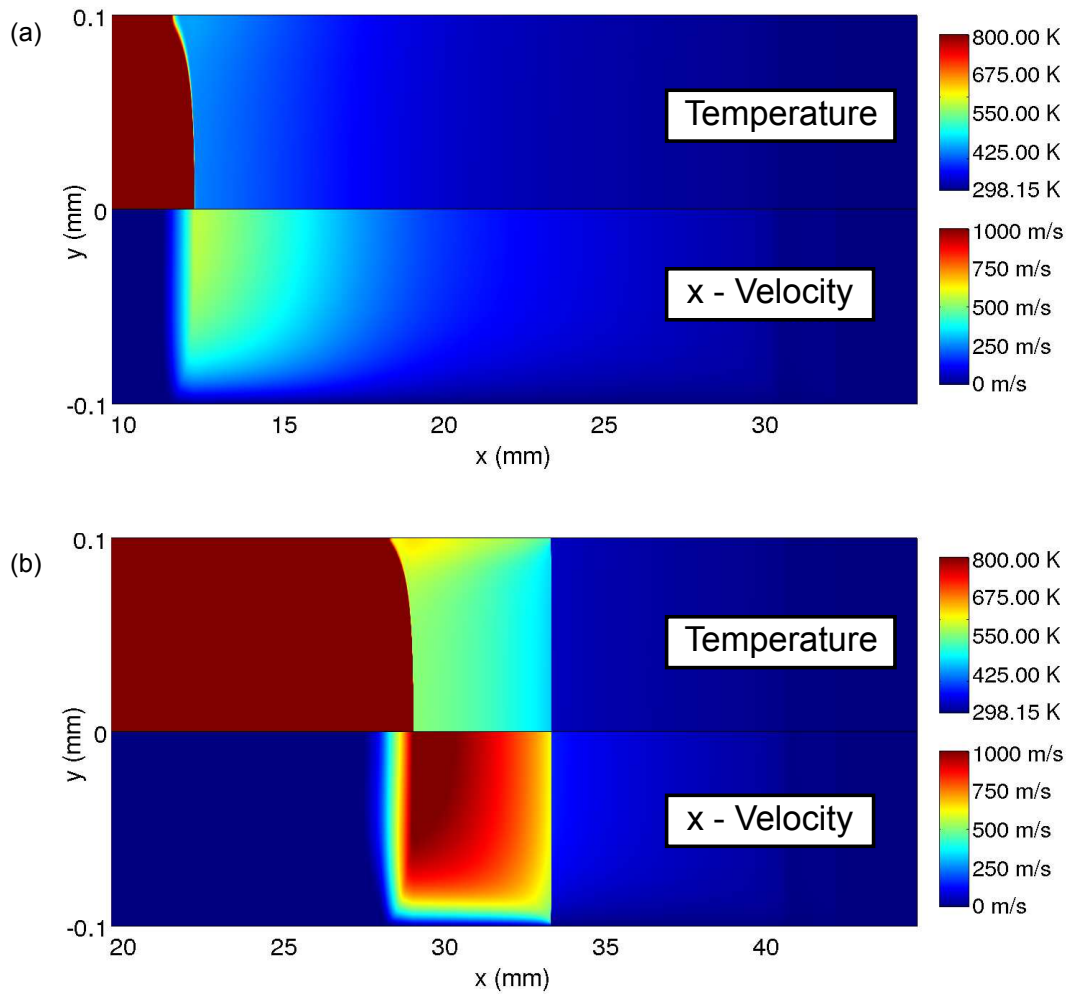 (a)
0.1
0
-0.1
y (mm)
Temperature
x - Velocity
800.00 K
675.00 K
550.00 K
425.00 K
298.15 K
1000 m/s
750 m/s
500 m/s
250 m/s
0 m/s
10 15 20 25 30
x (mm)
(b)
0.1
0
-0.1
y (mm)
Temperature
x - Velocity
800.00 K
675.00 K
550.00 K
425.00 K
298.15 K
1000 m/s
750 m/s
500 m/s
250 m/s
0 m/s
20 25 30 35 40
x (mm)